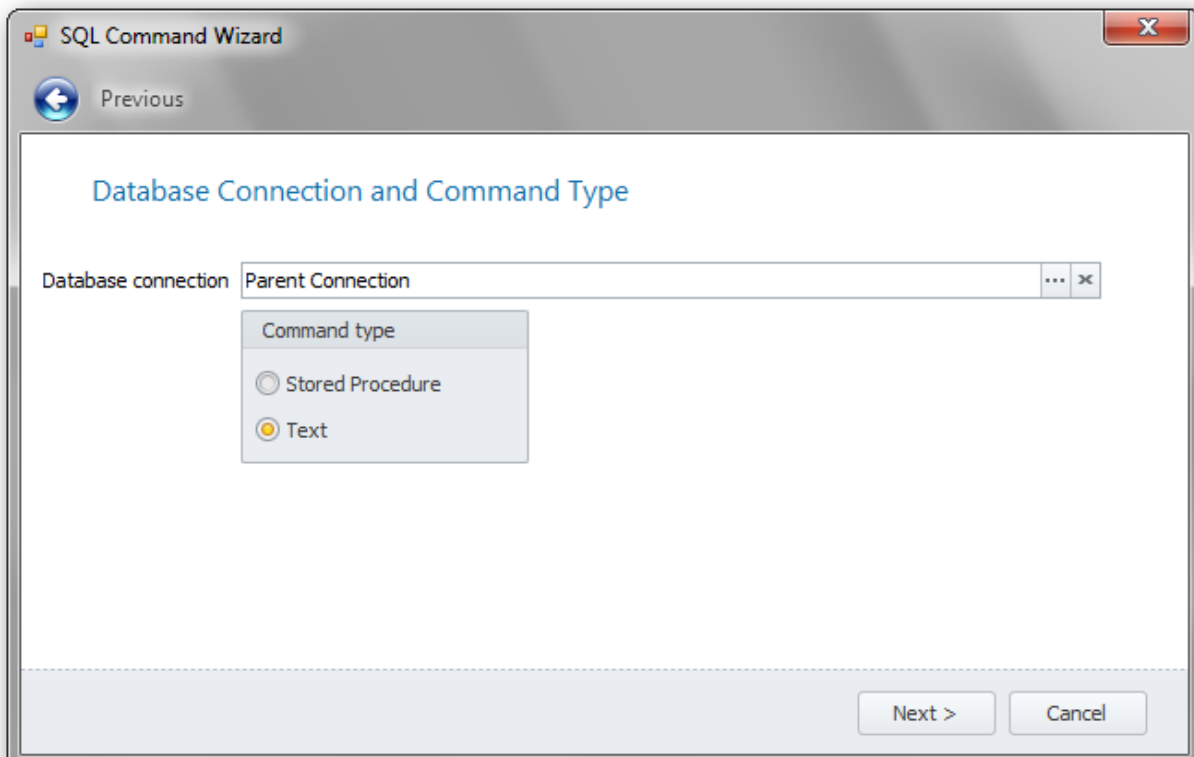 SQL Command Wizard
Previous
Database Connection and Command Type
Database connection Parent Connection ...
Command type
Stored Procedure
Text
Next > Cancel